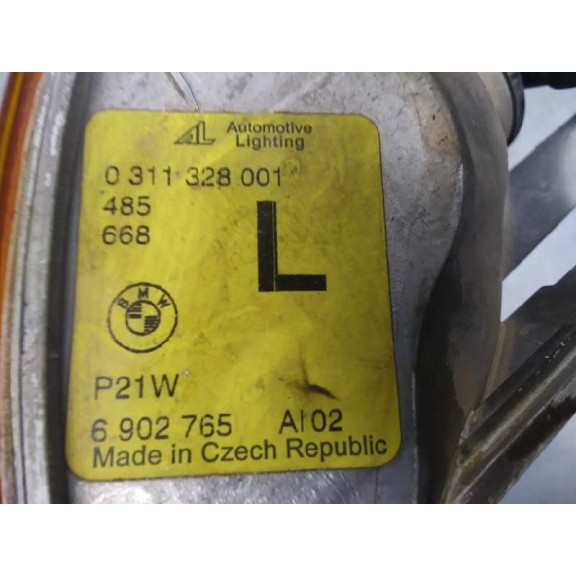 AL Automotive
Lighting
0 311 328 001
485
668
L
BMW
P21W
6 902 765 AI 02
Made in Czech Republic